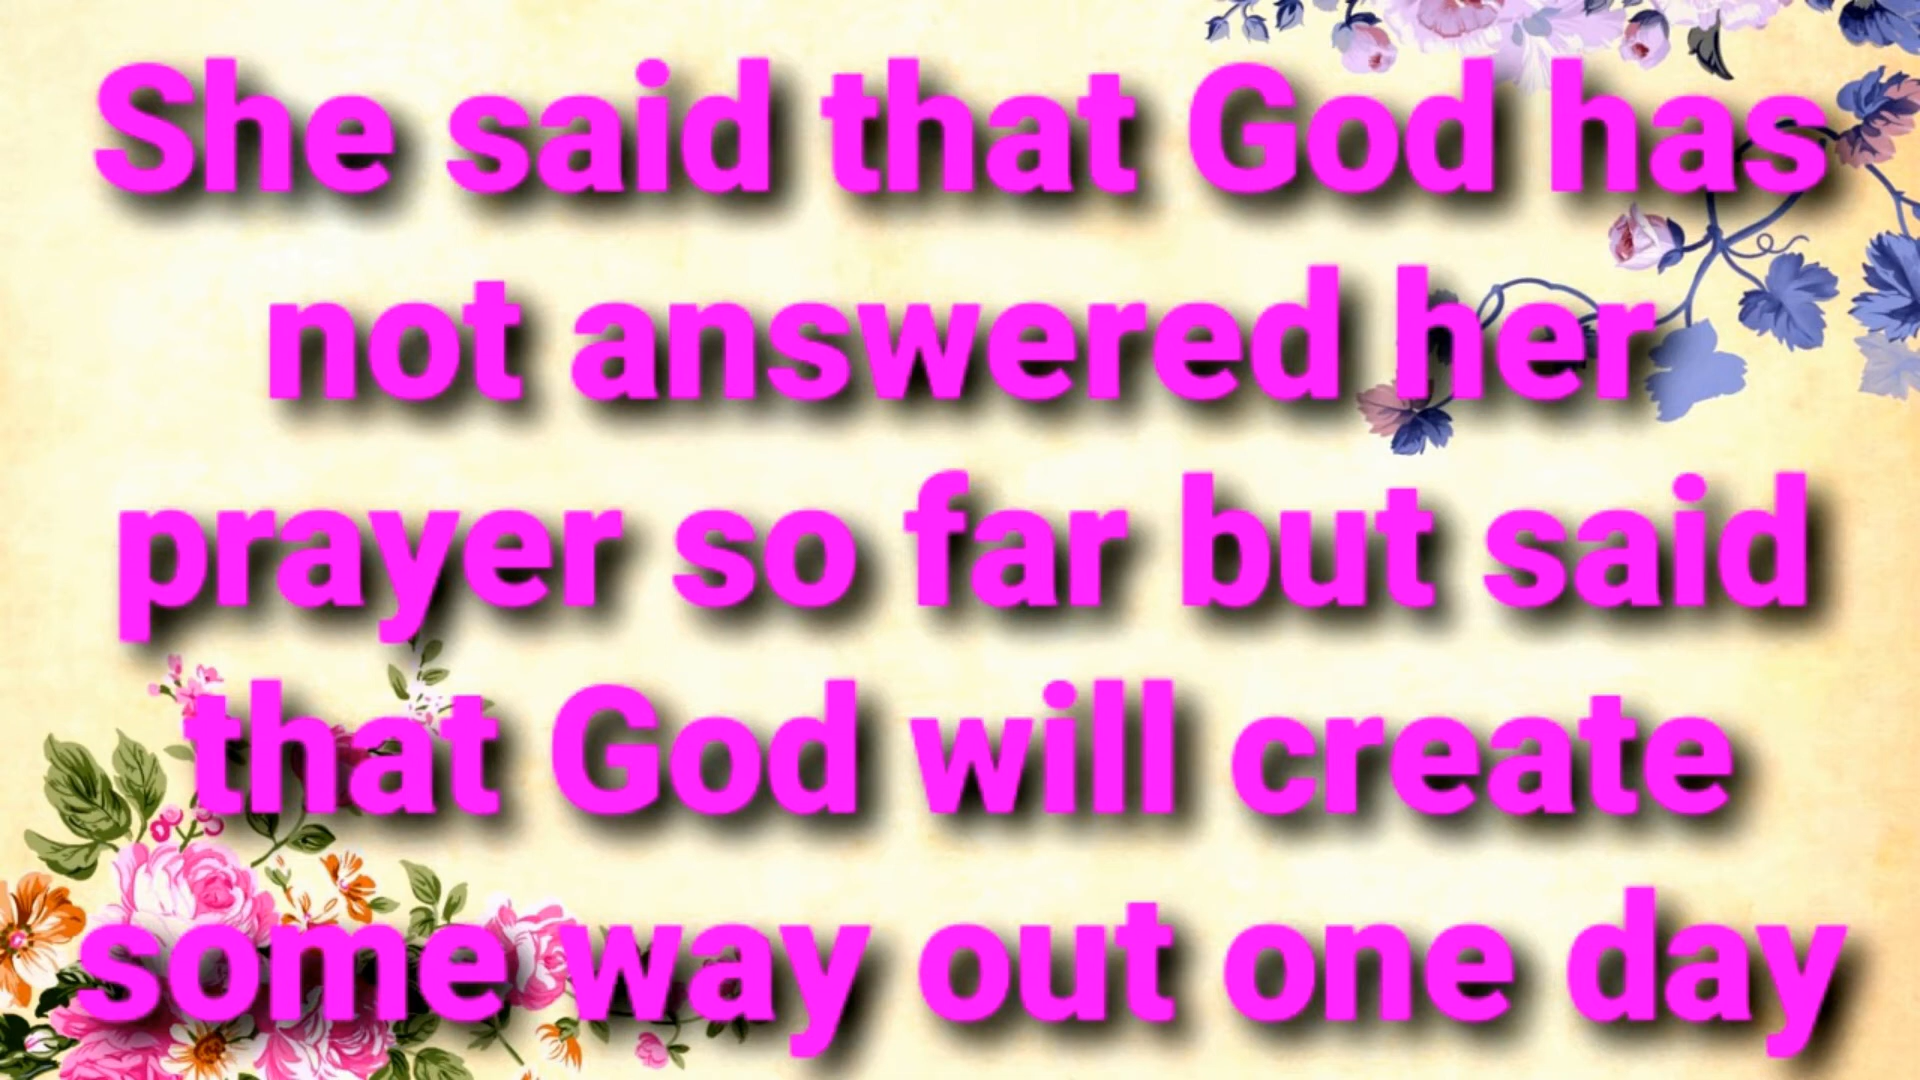 She said that God has
not answered her
prayer so far but said
that God will create
some way out one day